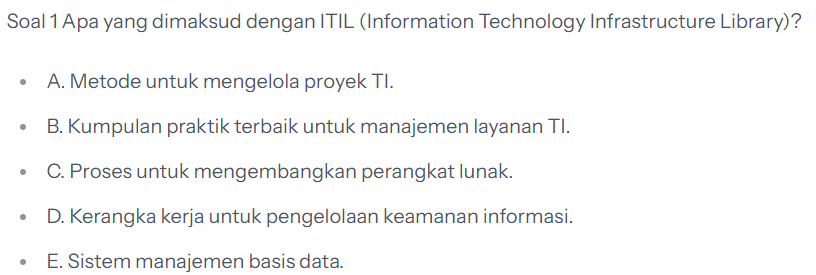 Soal 1 Apa yang dimaksud dengan ITIL (Information Technology Infrastructure Library)?
• A. Metode untuk mengelola proyek TI.
• B. Kumpulan praktik terbaik untuk manajemen layanan TI.
• C. Proses untuk mengembangkan perangkat lunak.
• D. Kerangka kerja untuk pengelolaan keamanan informasi.
• E. Sistem manajemen basis data.